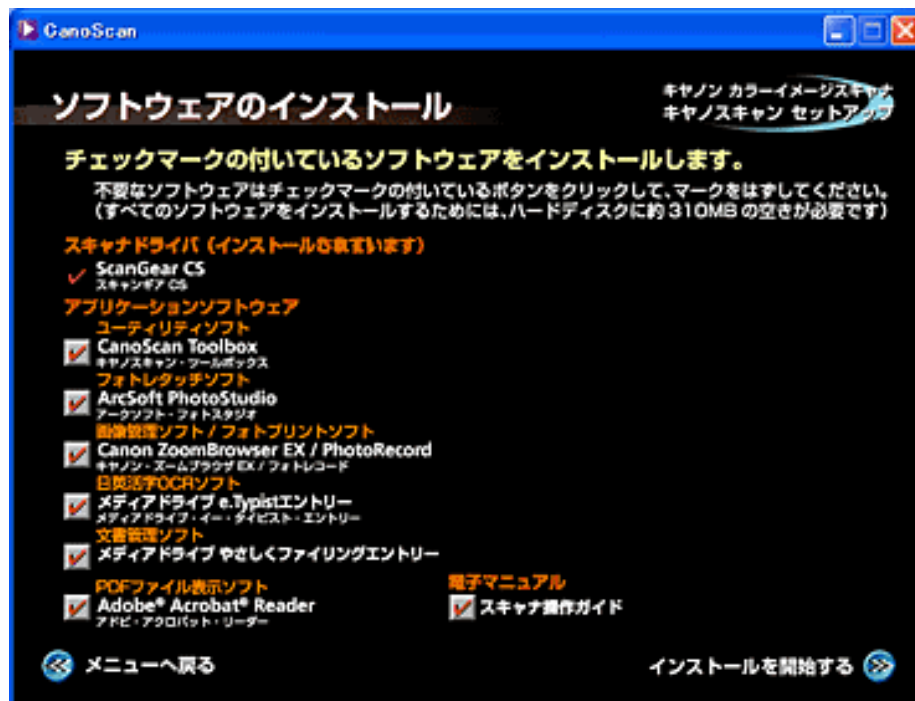 CanoScan
ソフトウェアのインストール
キヤノン カラーイメージスキャナ
キヤノスキャン セットアップ
チェックマークの付いているソフトウェアをインストールします。
不要なソフトウェアはチェックマークの付いているボタンをクリックして、マークをはずしてください。
(すべてのソフトウェアをインストールするためには、ハードディスクに約310MBの空きが必要です)
スキャナドライバ(インストール
ScanGear CS
スキャンギア CS
アプリケーションソフトウェア
ユーティリティソフト
CanoScan Toolbox
キヤノスキャン・ツールボックス
フォトレタッチソフト
ArcSoft PhotoStudio
アークソフト・フォトスタジオ
画像管理ソフト / フォトプリントソフト
Canon ZoomBrowser EX / PhotoRecord
キヤノン・ズームブラウザ EX / フォトレコード
日英活字OCRソフト
メディアドライブ e.Typistエントリー
メディアドライブ・イー・タイピスト・エントリー
文書管理ソフト
メディアドライブ やさしくファイリングエントリー
PDFファイル表示ソフト
Adobe® Acrobat® Reader
アドビ・アクロバット・リーダー
電子マニュアル
スキャナ操作ガイド
メニューへ戻る
インストールを開始する